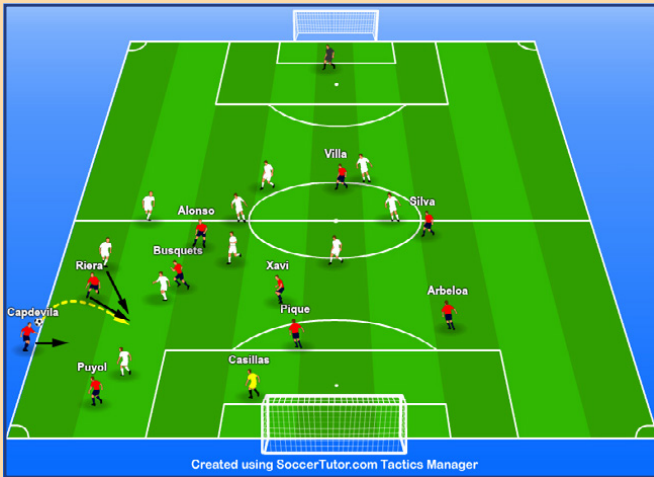 Villa
Silva
Alonso
Busquets
Riera
Xavi
Arbeloa
Capdevila
Pique
Casillas
Puyol
Created using SoccerTutor.com Tactics Manager